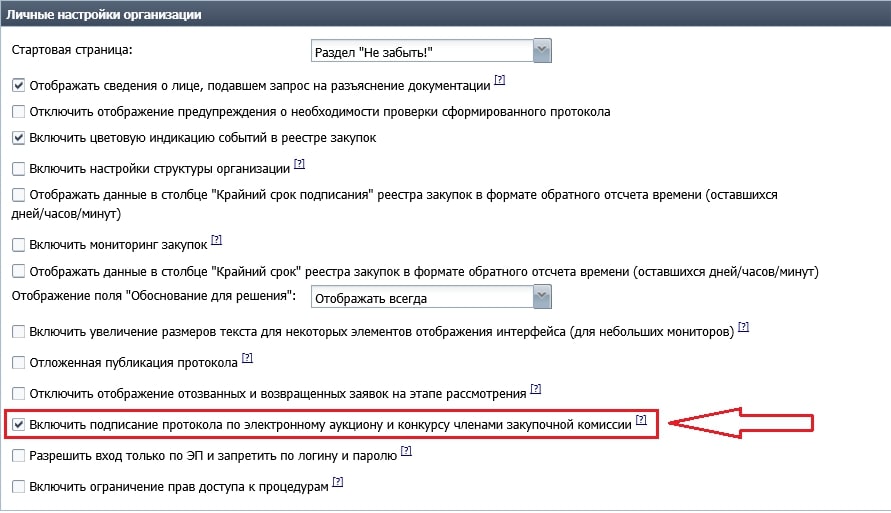 Личные настройки организации
Стартовая страница: Раздел "Не забыть!"
Отображать сведения о лице, подавшем запрос на разъяснение документации [?]
Отключить отображение предупреждения о необходимости проверки сформированного протокола
Включить цветовую индикацию событий в реестре закупок
Включить настройки структуры организации [?]
Отображать данные в столбце "Крайний срок подписания" реестра закупок в формате обратного отсчета времени (оставшихся
дней/часов/минут)
Включить мониторинг закупок [?]
Отображать данные в столбце "Крайний срок" реестра закупок в формате обратного отсчета времени (оставшихся дней/часов/минут)
Отображение поля "Обоснование для решения": Отображать всегда
Включить увеличение размеров текста для некоторых элементов отображения интерфейса (для небольших мониторов) [?]
Отложенная публикация протокола [?]
Отключить отображение отозванных и возвращенных заявок на этапе рассмотрения [?]
Включить подписание протокола по электронному аукциону и конкурсу членами закупочной комиссии [?]
Разрешить вход только по ЭП и запретить по логину и паролю [?]
Включить ограничение прав доступа к процедурам [?]